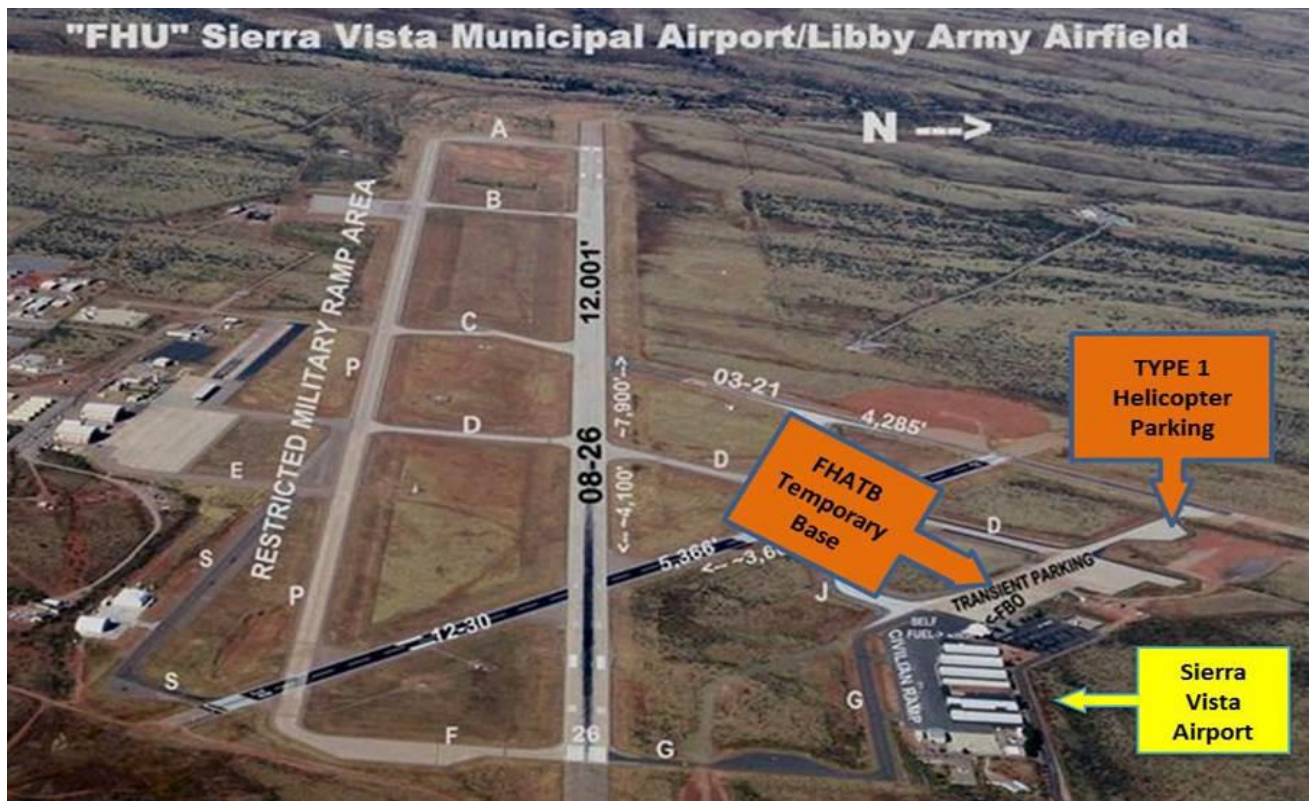 "FHU" Sierra Vista Municipal Airport/Libby Army Airfield
N --->
A
B
RESTRICTED MILITARY RAMP AREA
12.001'
C
P
~7,900'-->
03-21
4,285'
TYPE 1
Helicopter
Parking
D
D
08-26
FHATB
Temporary
Base
E
<-- ~4,100'
D
S
5,366'
<-- ~3,6
P
J
TRANSIENT PARKING
<-FBO
12-30
SELF
FUEL->
CIVILIAN RAMP
S
G
Sierra
Vista
Airport
F
26
G